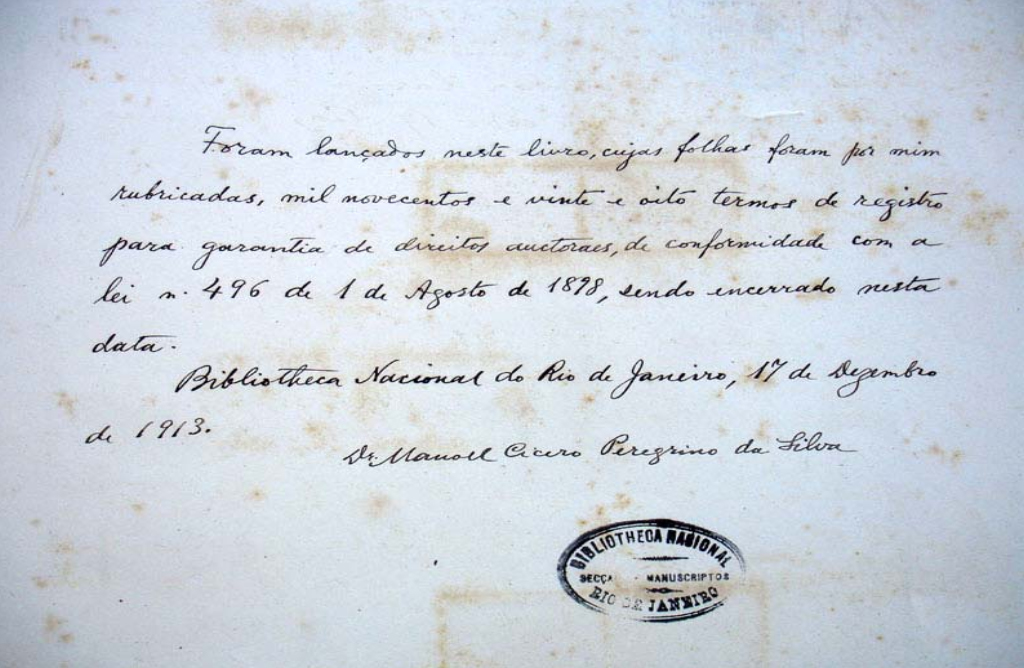 Foram lançados neste livro, cujas folhas foram por mim
rubricadas, mil novecentos e vinte e oito termos de registro
para garantia de direitos auctoraes, de conformidade com a
lei n. 496 de 1 de Agosto de 1898, sendo encerrado nesta
data.
Bibliotheca Nacional do Rio de Janeiro, 17 de Dezembro
de 1913.
Dr. Manoel Cicero Peregrino da Silva
BIBLIOTHECA NACIONAL
MANUSCRIPTOS
RIO DE JANEIRO